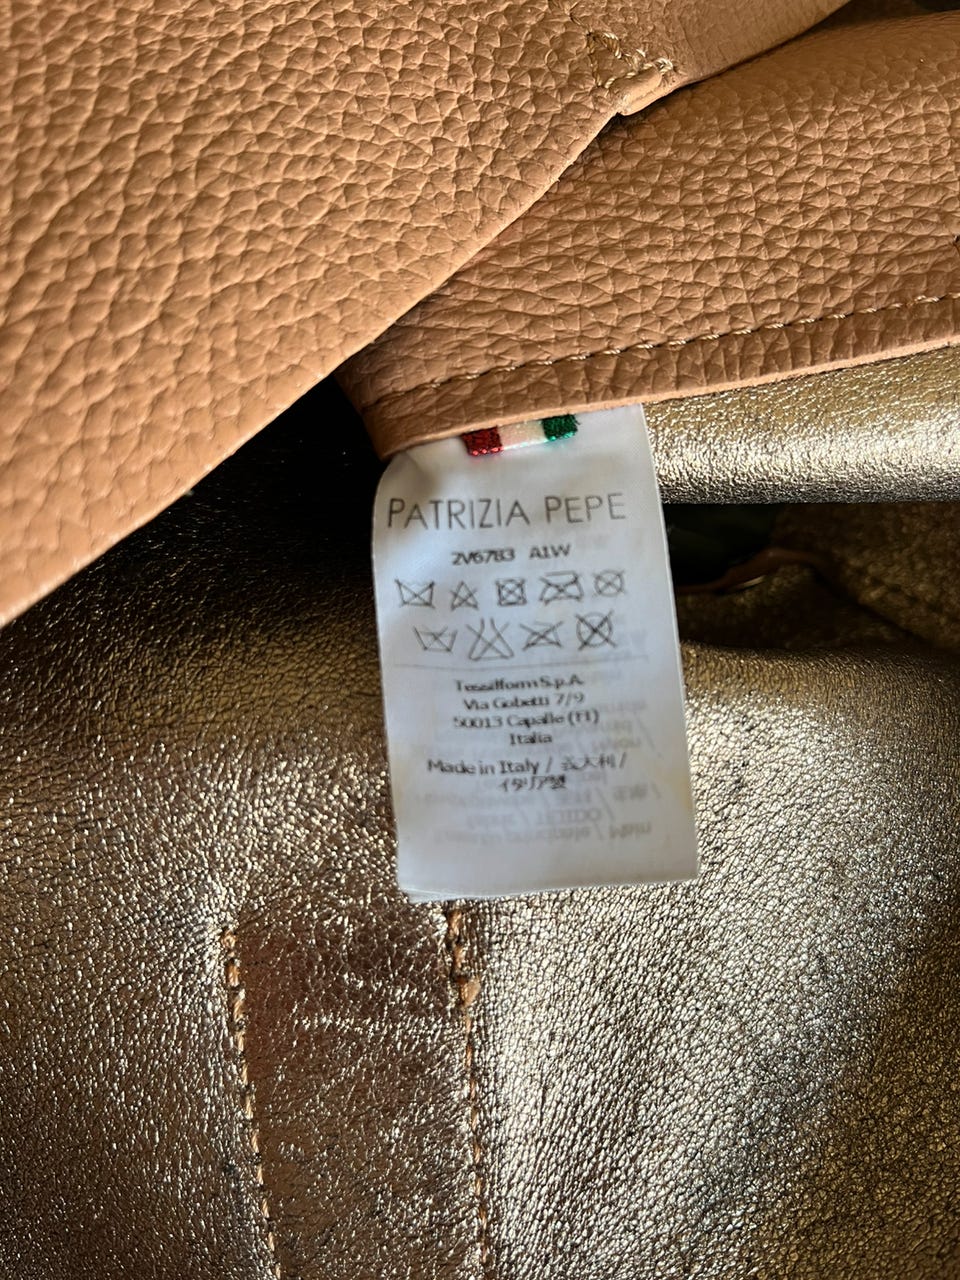 PATRIZIA PEPE
2V6783 A1W
Tessilform S.p.A.
Via Gobetti 7/9
50013 Capalle (FI)
Italia
Made in Italy / 義大利 /
イタリア製